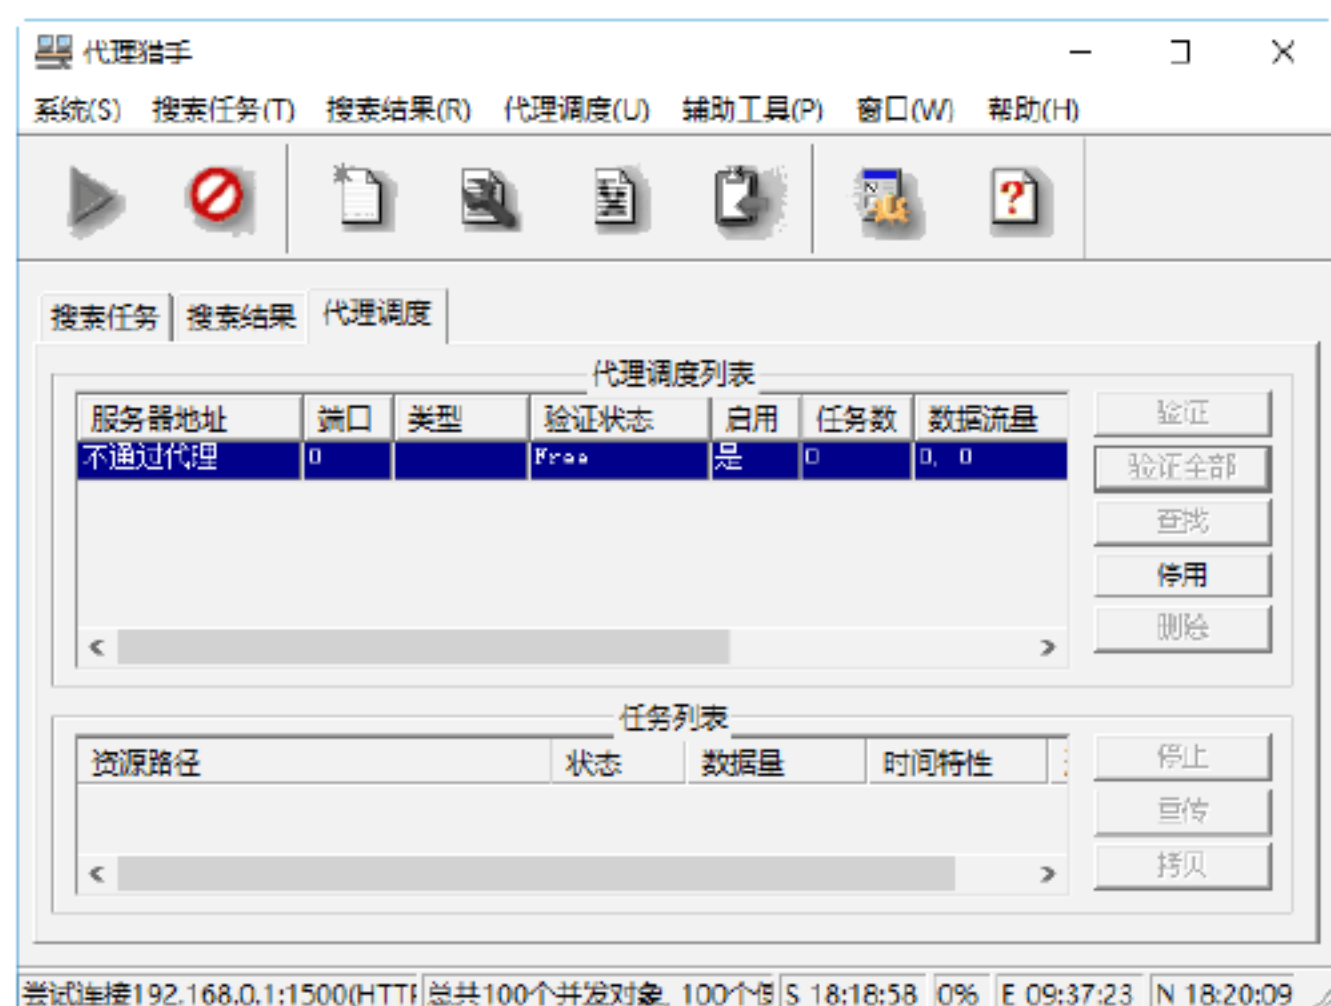 代理猎手
系统(S) 搜索任务(T) 搜索结果(R) 代理调度(U) 辅助工具(P) 窗口(W) 帮助(H)
搜索任务 搜索结果 代理调度
代理调度列表
服务器地址 端口 类型 验证状态 启用 任务数 数据流量
不通过代理 0 Free 是 0 0, 0
验证
验证全部
查找
停用
删除
任务列表
资源路径 状态 数据量 时间特性
停止
重传
拷贝
尝试连接192.168.0.1:1500(HTT 总共100个并发对象, 100个 S 18:18:58 0% E 09:37:23 N 18:20:09